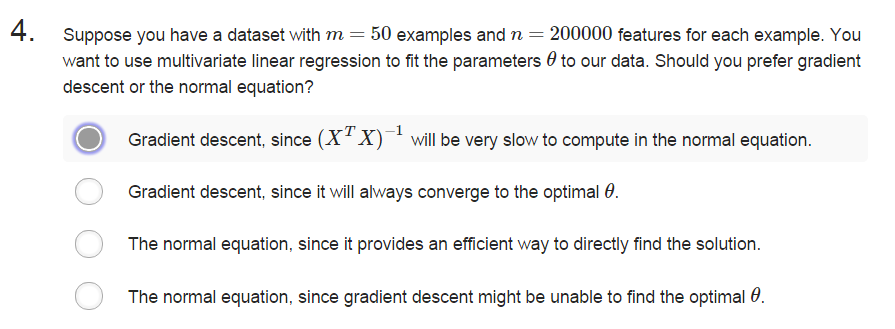 4. Suppose you have a dataset with m = 50 examples and n = 200000 features for each example. You
want to use multivariate linear regression to fit the parameters θ to our data. Should you prefer gradient
descent or the normal equation?
Gradient descent, since (XᵀX)⁻¹ will be very slow to compute in the normal equation.
Gradient descent, since it will always converge to the optimal θ.
The normal equation, since it provides an efficient way to directly find the solution.
The normal equation, since gradient descent might be unable to find the optimal θ.